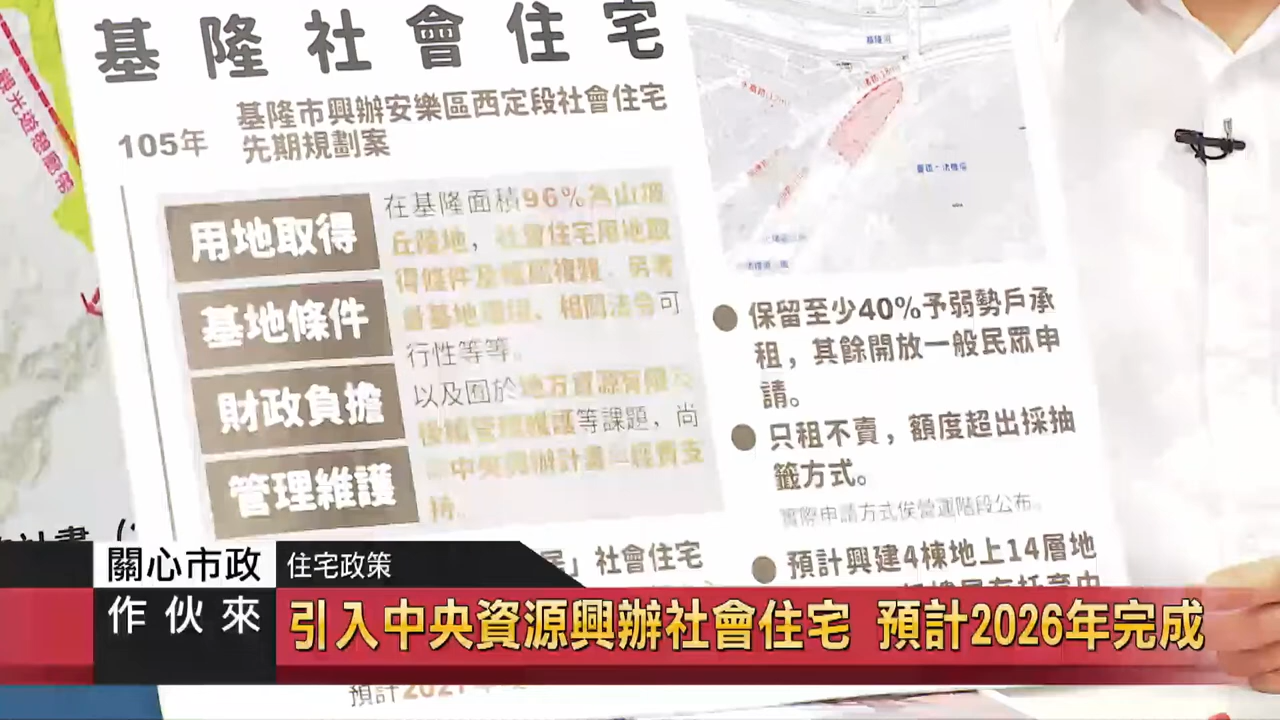 基隆社會住宅
105年
基隆市興辦安樂區西定段社會住宅
先期規劃案
用地取得
基地條件
財政負擔
管理維護
在基隆面積96%為山坡
丘陵地，社會住宅用地取
得條件及
基地環境、相關法令可
行性等等。
以及囿於地方資源有限及
後續管理維護等課題，尚
中央興辦計畫 經費支
持。
觀光遊憩
基隆河
保留至少40%予弱勢戶承
租，其餘開放一般民眾申
請。
只租不賣，額度超出採抽
籤方式。
實際申請方式俟營運階段公布。
預計興建4棟地上14層地
」社會住宅
關心市政
作伙來
住宅政策
引入中央資源興辦社會住宅 預計2026年完成
預計